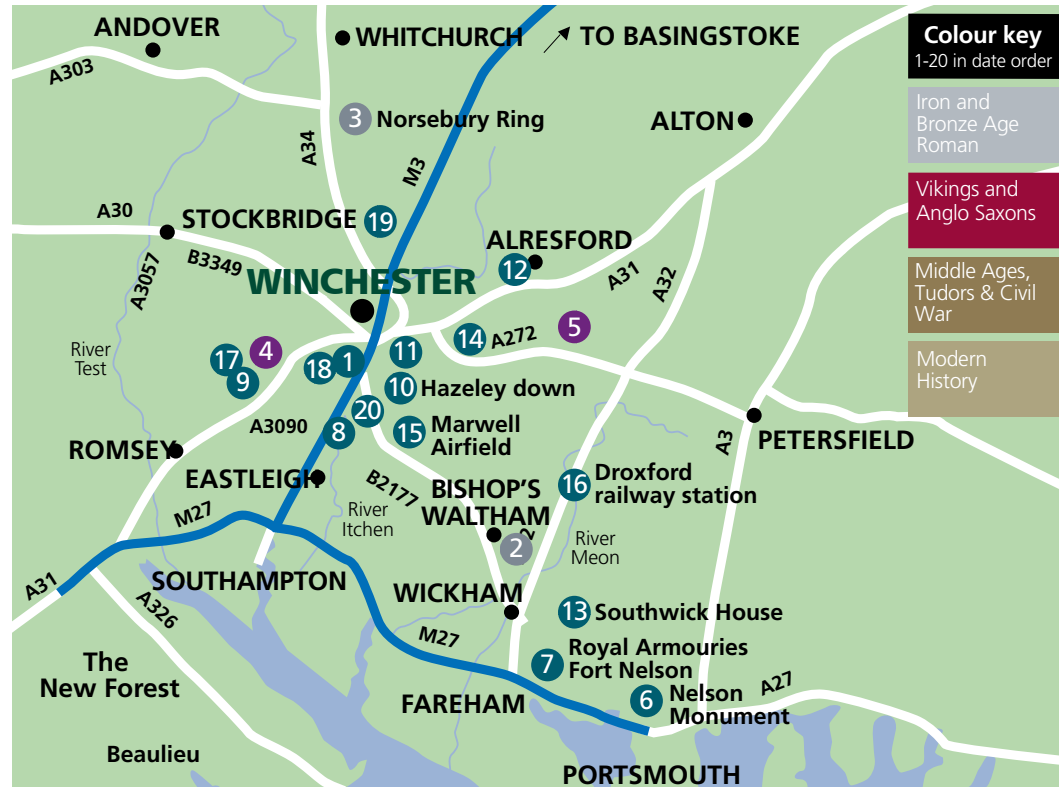 ANDOVER
WHITCHURCH
TO BASINGSTOKE
A303
3
Norsebury Ring
ALTON
A34
M3
A30
STOCKBRIDGE
19
ALRESFORD
12
B3349
A3057
WINCHESTER
A31
A32
River
Test
17
4
9
18
1
11
14
A272
5
10
Hazeley down
20
A3090
8
15
Marwell
Airfield
ROMSEY
EASTLEIGH
A3
PETERSFIELD
B2177
BISHOP'S
WALTHAM
2
2
16
Droxford
railway station
M27
River
Itchen
River
Meon
A31
SOUTHAMPTON
A326
WICKHAM
13
Southwick House
M27
7
Royal Armouries
Fort Nelson
The
New Forest
FAREHAM
6
Nelson
Monument
A27
Beaulieu
PORTSMOUTH
Colour key
1-20 in date order
Iron and
Bronze Age
Roman
Vikings and
Anglo Saxons
Middle Ages,
Tudors & Civil
War
Modern
History